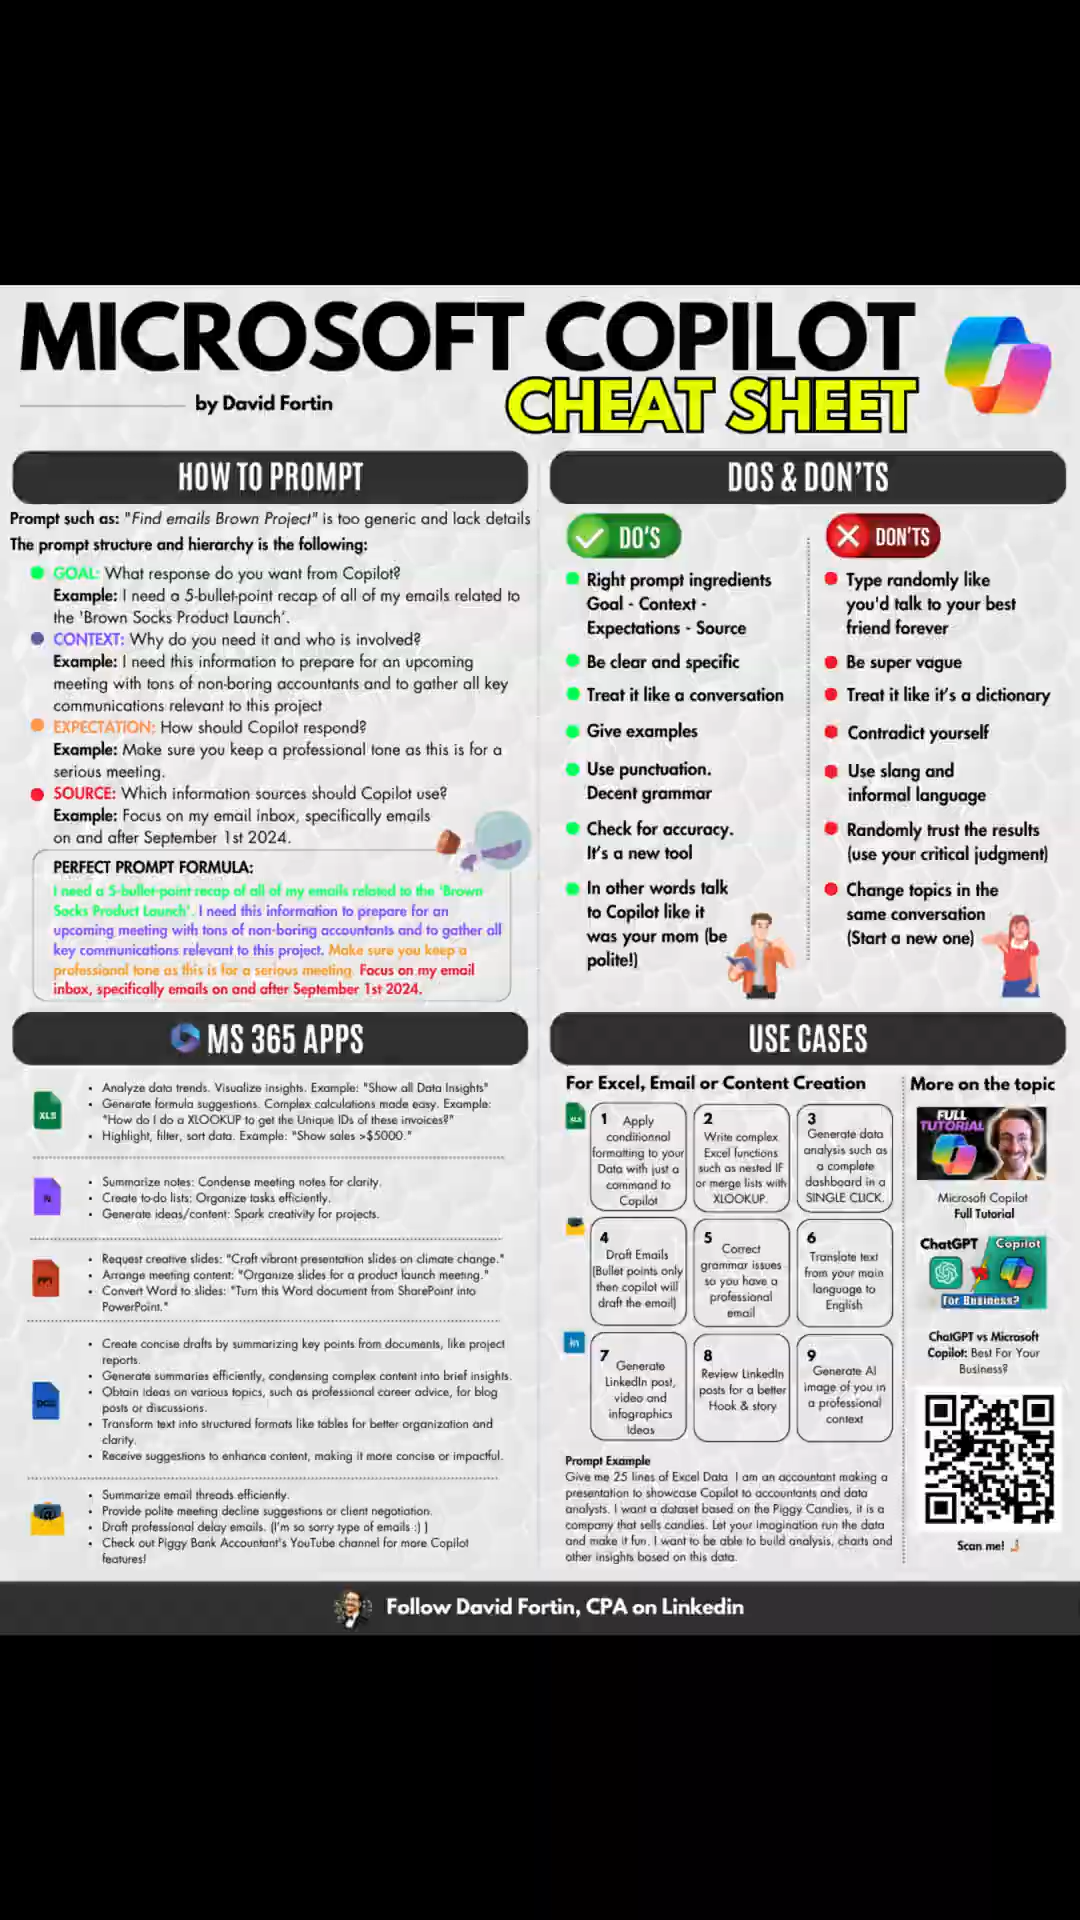 MICROSOFT COPILOT
CHEAT SHEET
by David Fortin
HOW TO PROMPT
Prompt such as: "Find emails Brown Project" is too generic and lack details
The prompt structure and hierarchy is the following:
GOAL: What response do you want from Copilot?
Example: I need a 5-bullet-point recap of all of my emails related to
the 'Brown Socks Product Launch'.
CONTEXT: Why do you need it and who is involved?
Example: I need this information to prepare for an upcoming
meeting with tons of non-boring accountants and to gather all key
communications relevant to this project
EXPECTATION: How should Copilot respond?
Example: Make sure you keep a professional tone as this is for a
serious meeting.
SOURCE: Which information sources should Copilot use?
Example: Focus on my email inbox, specifically emails
on and after September 1st 2024.
PERFECT PROMPT FORMULA:
I need a 5-bullet-point recap of all of my emails related to the 'Brown
Socks Product Launch'. I need this information to prepare for an
upcoming meeting with tons of non-boring accountants and to gather all
key communications relevant to this project. Make sure you keep a
professional tone as this is for a serious meeting. Focus on my email
inbox, specifically emails on and after September 1st 2024.
DOS & DON'TS
DO'S
Right prompt ingredients
Goal - Context -
Expectations - Source
Be clear and specific
Treat it like a conversation
Give examples
Use punctuation.
Decent grammar
Check for accuracy.
It's a new tool
In other words talk
to Copilot like it
was your mom (be
polite!)
DON'TS
Type randomly like
you'd talk to your best
friend forever
Be super vague
Treat it like it's a dictionary
Contradict yourself
Use slang and
informal language
Randomly trust the results
(use your critical judgment)
Change topics in the
same conversation
(Start a new one)
MS 365 APPS
XLS
Analyze data trends. Visualize insights. Example: "Show all Data Insights"
Generate formula suggestions. Complex calculations made easy. Example:
"How do I do a XLOOKUP to get the Unique IDs of these invoices?"
Highlight, filter, sort data. Example: "Show sales >$5000."
N
Summarize notes: Condense meeting notes for clarity.
Create to-do lists: Organize tasks efficiently.
Generate ideas/content: Spark creativity for projects.
PPT
Request creative slides: "Craft vibrant presentation slides on climate change."
Arrange meeting content: "Organize slides for a product launch meeting."
Convert Word to slides: "Turn this Word document from SharePoint into
PowerPoint."
DOC
Create concise drafts by summarizing key points from documents, like project
reports.
Generate summaries efficiently, condensing complex content into brief insights.
Obtain ideas on various topics, such as professional career advice, for blog
posts or discussions.
Transform text into structured formats like tables for better organization and
clarity.
Receive suggestions to enhance content, making it more concise or impactful.
@
Summarize email threads efficiently.
Provide polite meeting decline suggestions or client negotiation.
Draft professional delay emails. (I'm so sorry type of emails :) )
Check out Piggy Bank Accountant's YouTube channel for more Copilot
features!
USE CASES
For Excel, Email or Content Creation
XLS
1 Apply
conditionnal
formatting to your
Data with just a
command to
Copilot
2
Write complex
Excel functions
such as nested IF
or merge lists with
XLOOKUP.
3
Generate data
analysis such as
a complete
dashboard in a
SINGLE CLICK.
4
Draft Emails
(Bullet points only
then copilot will
draft the email)
5
Correct
grammar issues
so you have a
professional
email
6
Translate text
from your main
language to
English
in
7
Generate
LinkedIn post,
video and
infographics
Ideas
8
Review LinkedIn
posts for a better
Hook & story
9
Generate AI
image of you in
a professional
context
Prompt Example
Give me 25 lines of Excel Data. I am an accountant making a
presentation to showcase Copilot to accountants and data
analysts. I want a dataset based on the Piggy Candies, it is a
company that sells candies. Let your imagination run the data
and make it fun. I want to be able to build analysis, charts and
other insights based on this data.
More on the topic
FULL
TUTORIAL
Microsoft Copilot
Full Tutorial
ChatGPT Copilot
for Business?
ChatGPT vs Microsoft
Copilot: Best For Your
Business?
Scan me!
Follow David Fortin, CPA on Linkedin